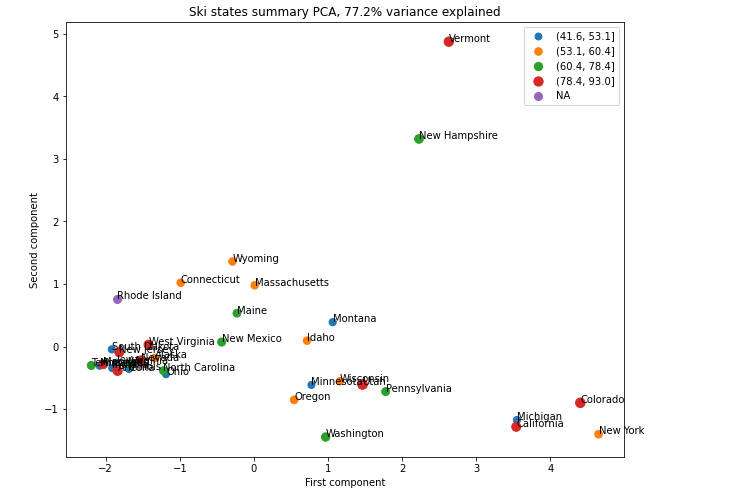 Ski states summary PCA, 77.2% variance explained
5
4
3
2
1
0
−1
Second component
(41.6, 53.1]
(53.1, 60.4]
(60.4, 78.4]
(78.4, 93.0]
NA
Vermont
New Hampshire
Wyoming
Connecticut
Massachusetts
Rhode Island
Maine
Montana
New Mexico
Idaho
West Virginia
South Dakota
New Jersey
Alaska
North Carolina
Ohio
Wisconsin
Minnesota
Utah
Pennsylvania
Oregon
Colorado
Michigan
California
New York
Washington
−2
−1
0
1
2
3
4
First component